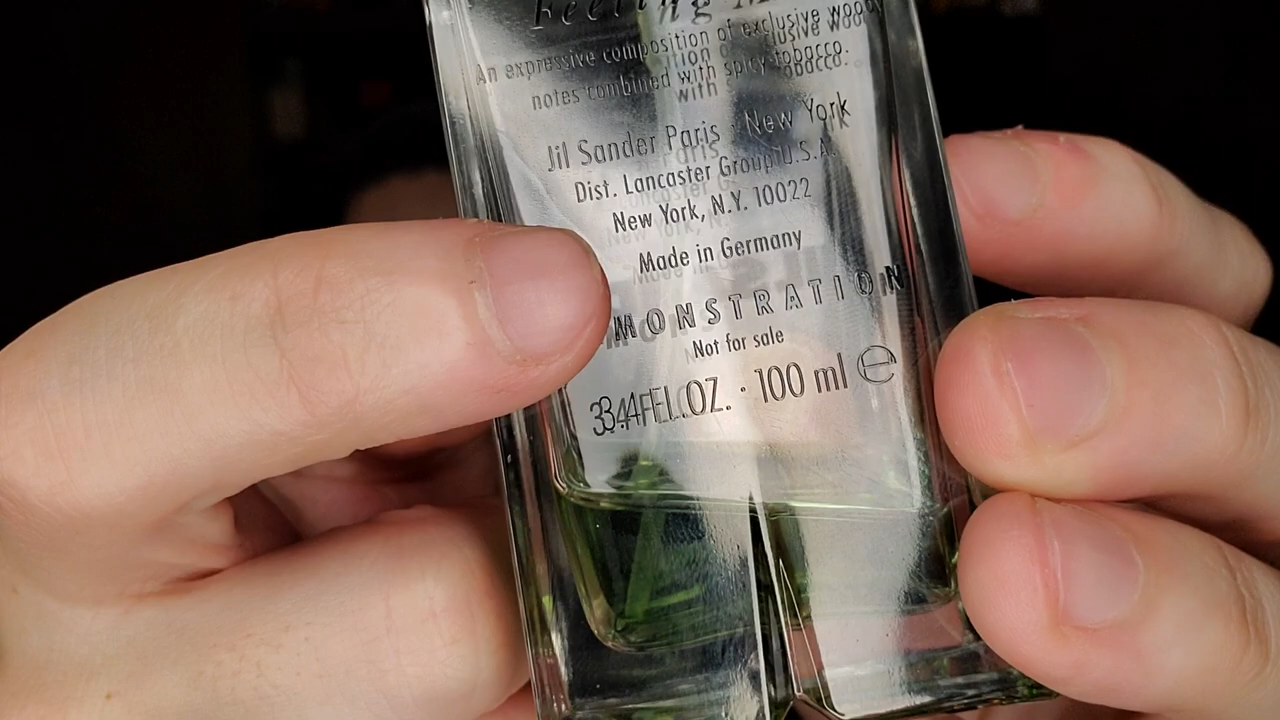 Feeling M
An expressive composition of exclusive woody
notes combined with spicy tobacco.
Jil Sander Paris · New York
Dist. Lancaster Group U.S.A.
New York, N.Y. 10022
Made in Germany
MONSTRATION
Not for sale
3.4 FL.OZ. · 100 ml ℮